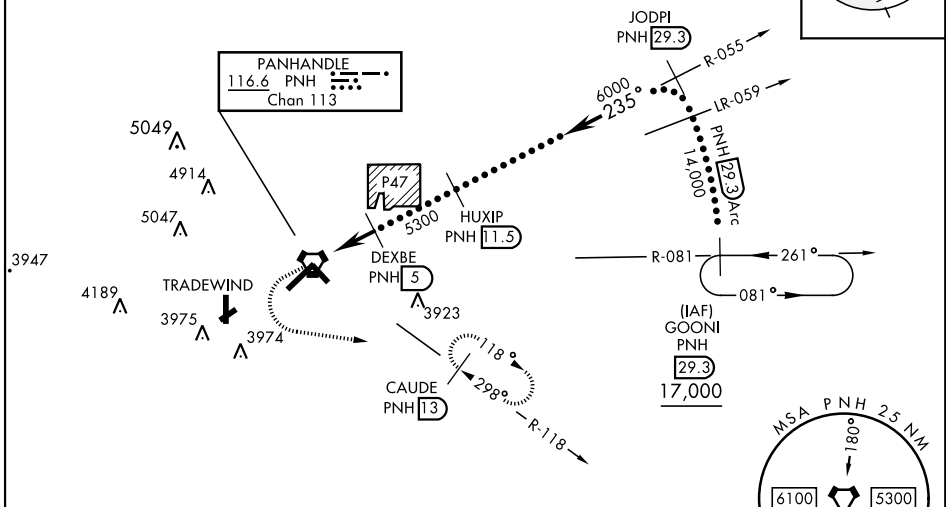 JODPI
PNH 29.3
R-055
PANHANDLE
116.6 PNH
Chan 113
6000
235°
LR-059
PNH 29.3 Arc
14,000
5049
4914
5047
P47
5300
HUXIP
PNH 11.5
3947
DEXBE
PNH 5
R-081
261°
081°
TRADEWIND
4189
3975
3974
3923
(IAF)
GOONI
PNH
29.3
17,000
118°
298°
CAUDE
PNH 13
R-118
MSA PNH 25 NM
180°
6100
5300